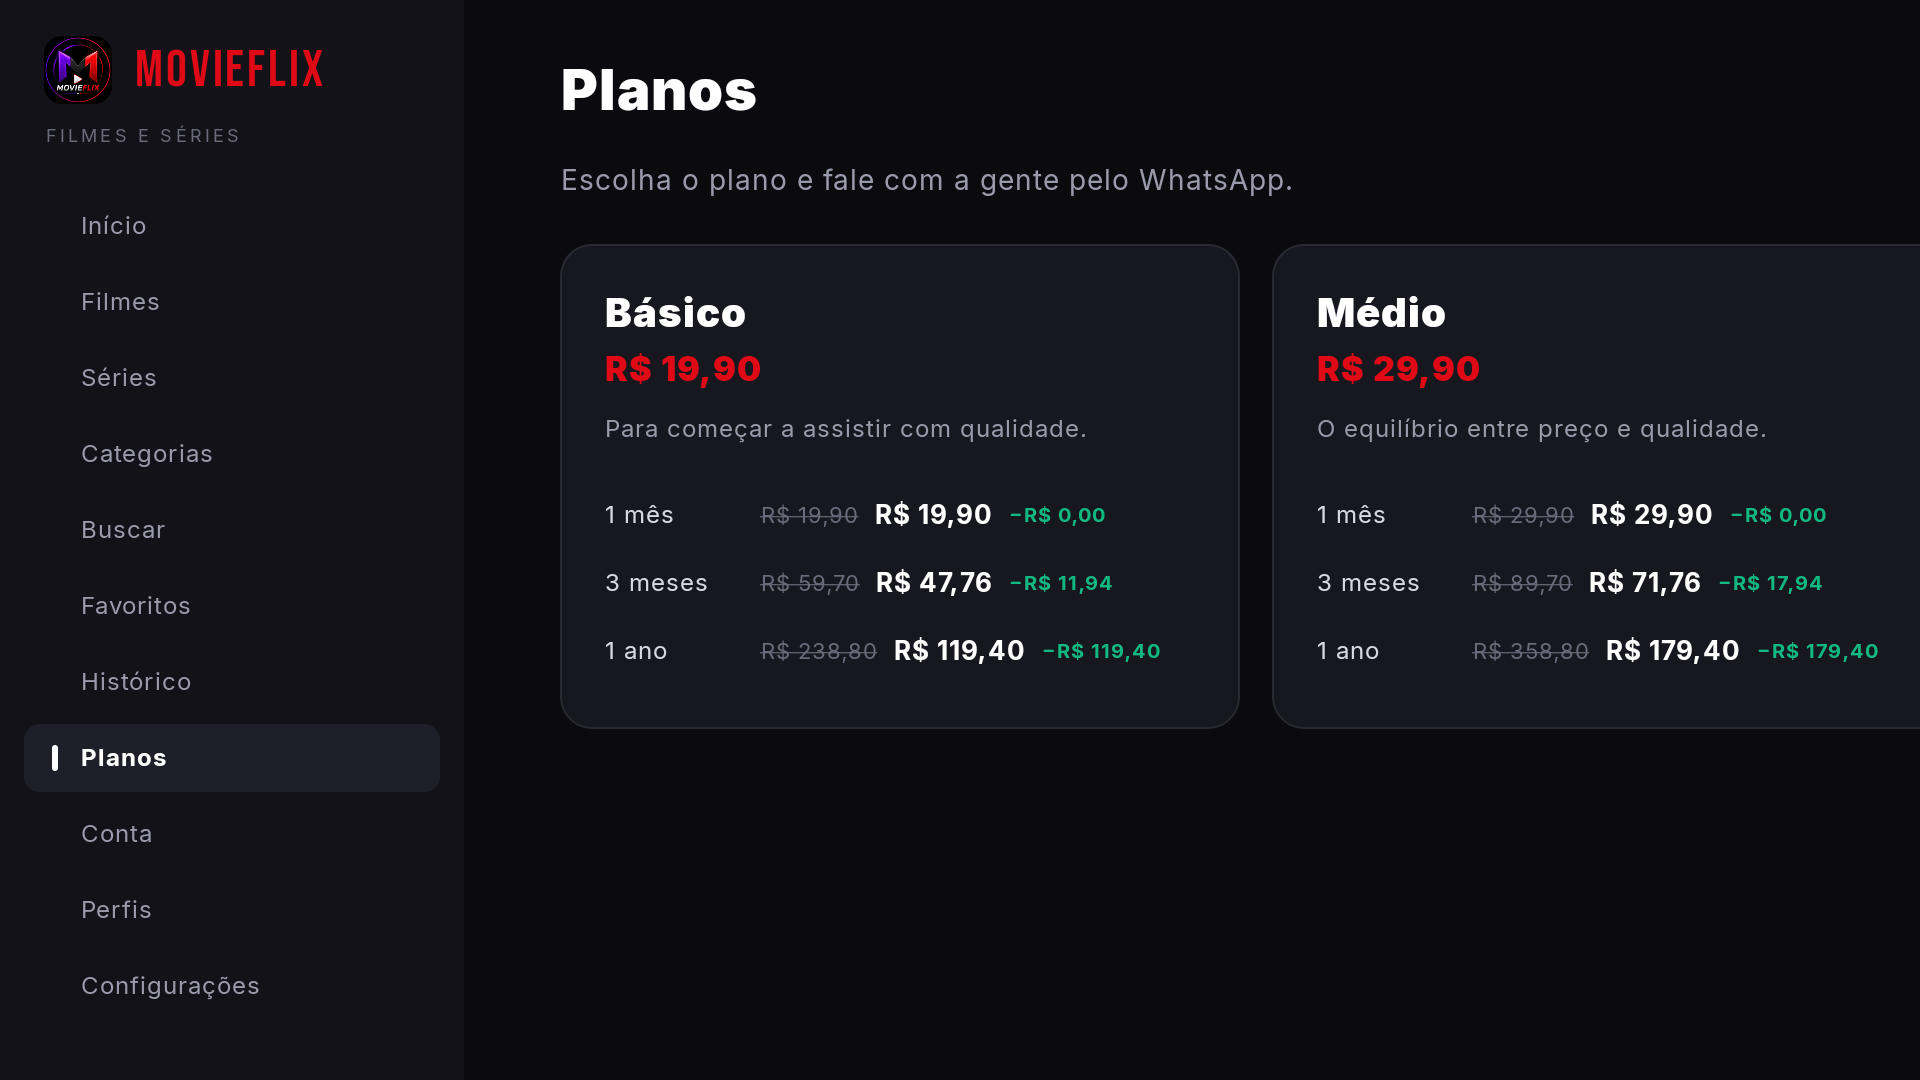 MOVIEFLIX
MOVIEFLIX
FILMES E SÉRIES
Início
Filmes
Séries
Categorias
Buscar
Favoritos
Histórico
Planos
Conta
Perfis
Configurações
Planos
Escolha o plano e fale com a gente pelo WhatsApp.
Básico
R$ 19,90
Para começar a assistir com qualidade.
1 mês R$ 19,90 R$ 19,90 −R$ 0,00
3 meses R$ 59,70 R$ 47,76 −R$ 11,94
1 ano R$ 238,80 R$ 119,40 −R$ 119,40
Médio
R$ 29,90
O equilíbrio entre preço e qualidade.
1 mês R$ 29,90 R$ 29,90 −R$ 0,00
3 meses R$ 89,70 R$ 71,76 −R$ 17,94
1 ano R$ 358,80 R$ 179,40 −R$ 179,40